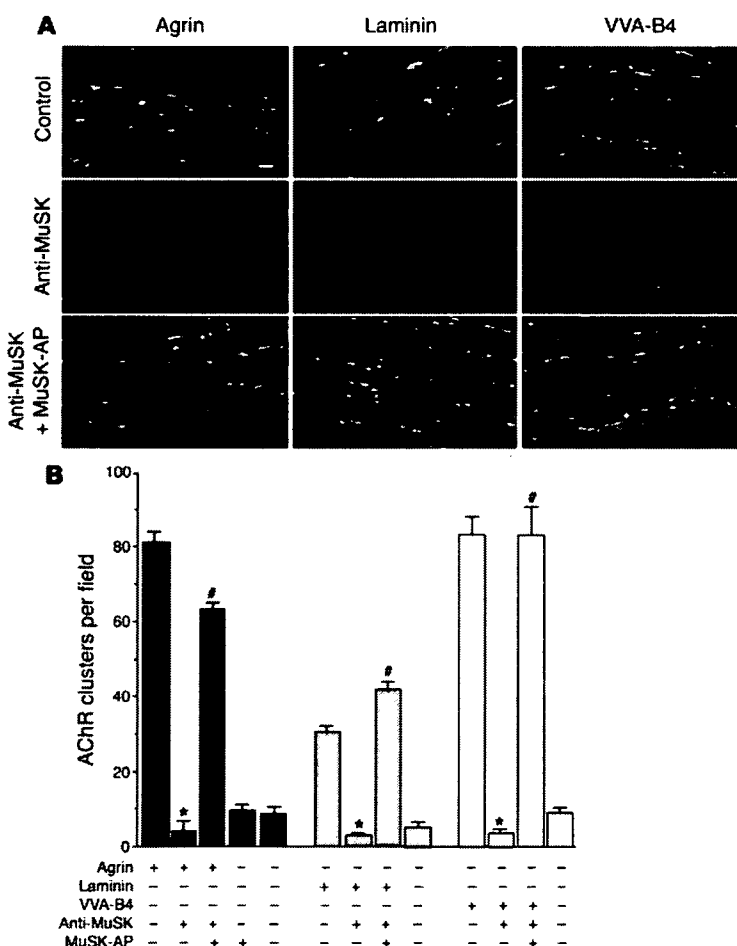 A
Agrin
Laminin
VVA-B4
Control
Anti-MuSK
Anti-MuSK
+ MuSK-AP
B
AChR clusters per field
100
80
60
40
20
0
*
#
*
#
*
#
Agrin + + + – – – – – – – – – –
Laminin – – – – – + + + – – – – –
VVA-B4 – – – – – – – – – + + + –
Anti-MuSK – + + – – – + + – – + + –
MuSK-AP – – + + – – – + – – – + –